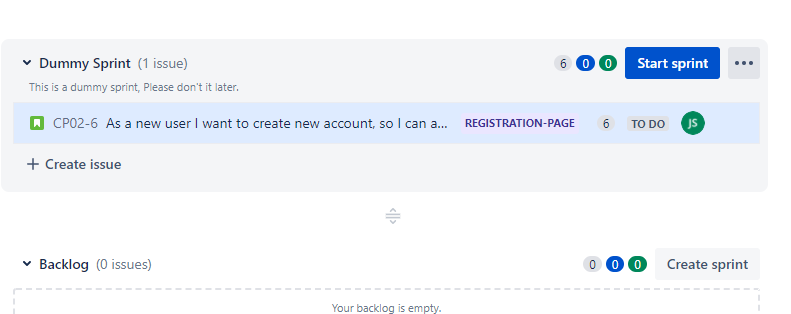 Dummy Sprint (1 issue) 6 0 0 Start sprint
This is a dummy sprint, Please don't it later.
CP02-6 As a new user I want to create new account, so I can a... REGISTRATION-PAGE 6 TO DO JS
+ Create issue
Backlog (0 issues) 0 0 0 Create sprint
Your backlog is empty.